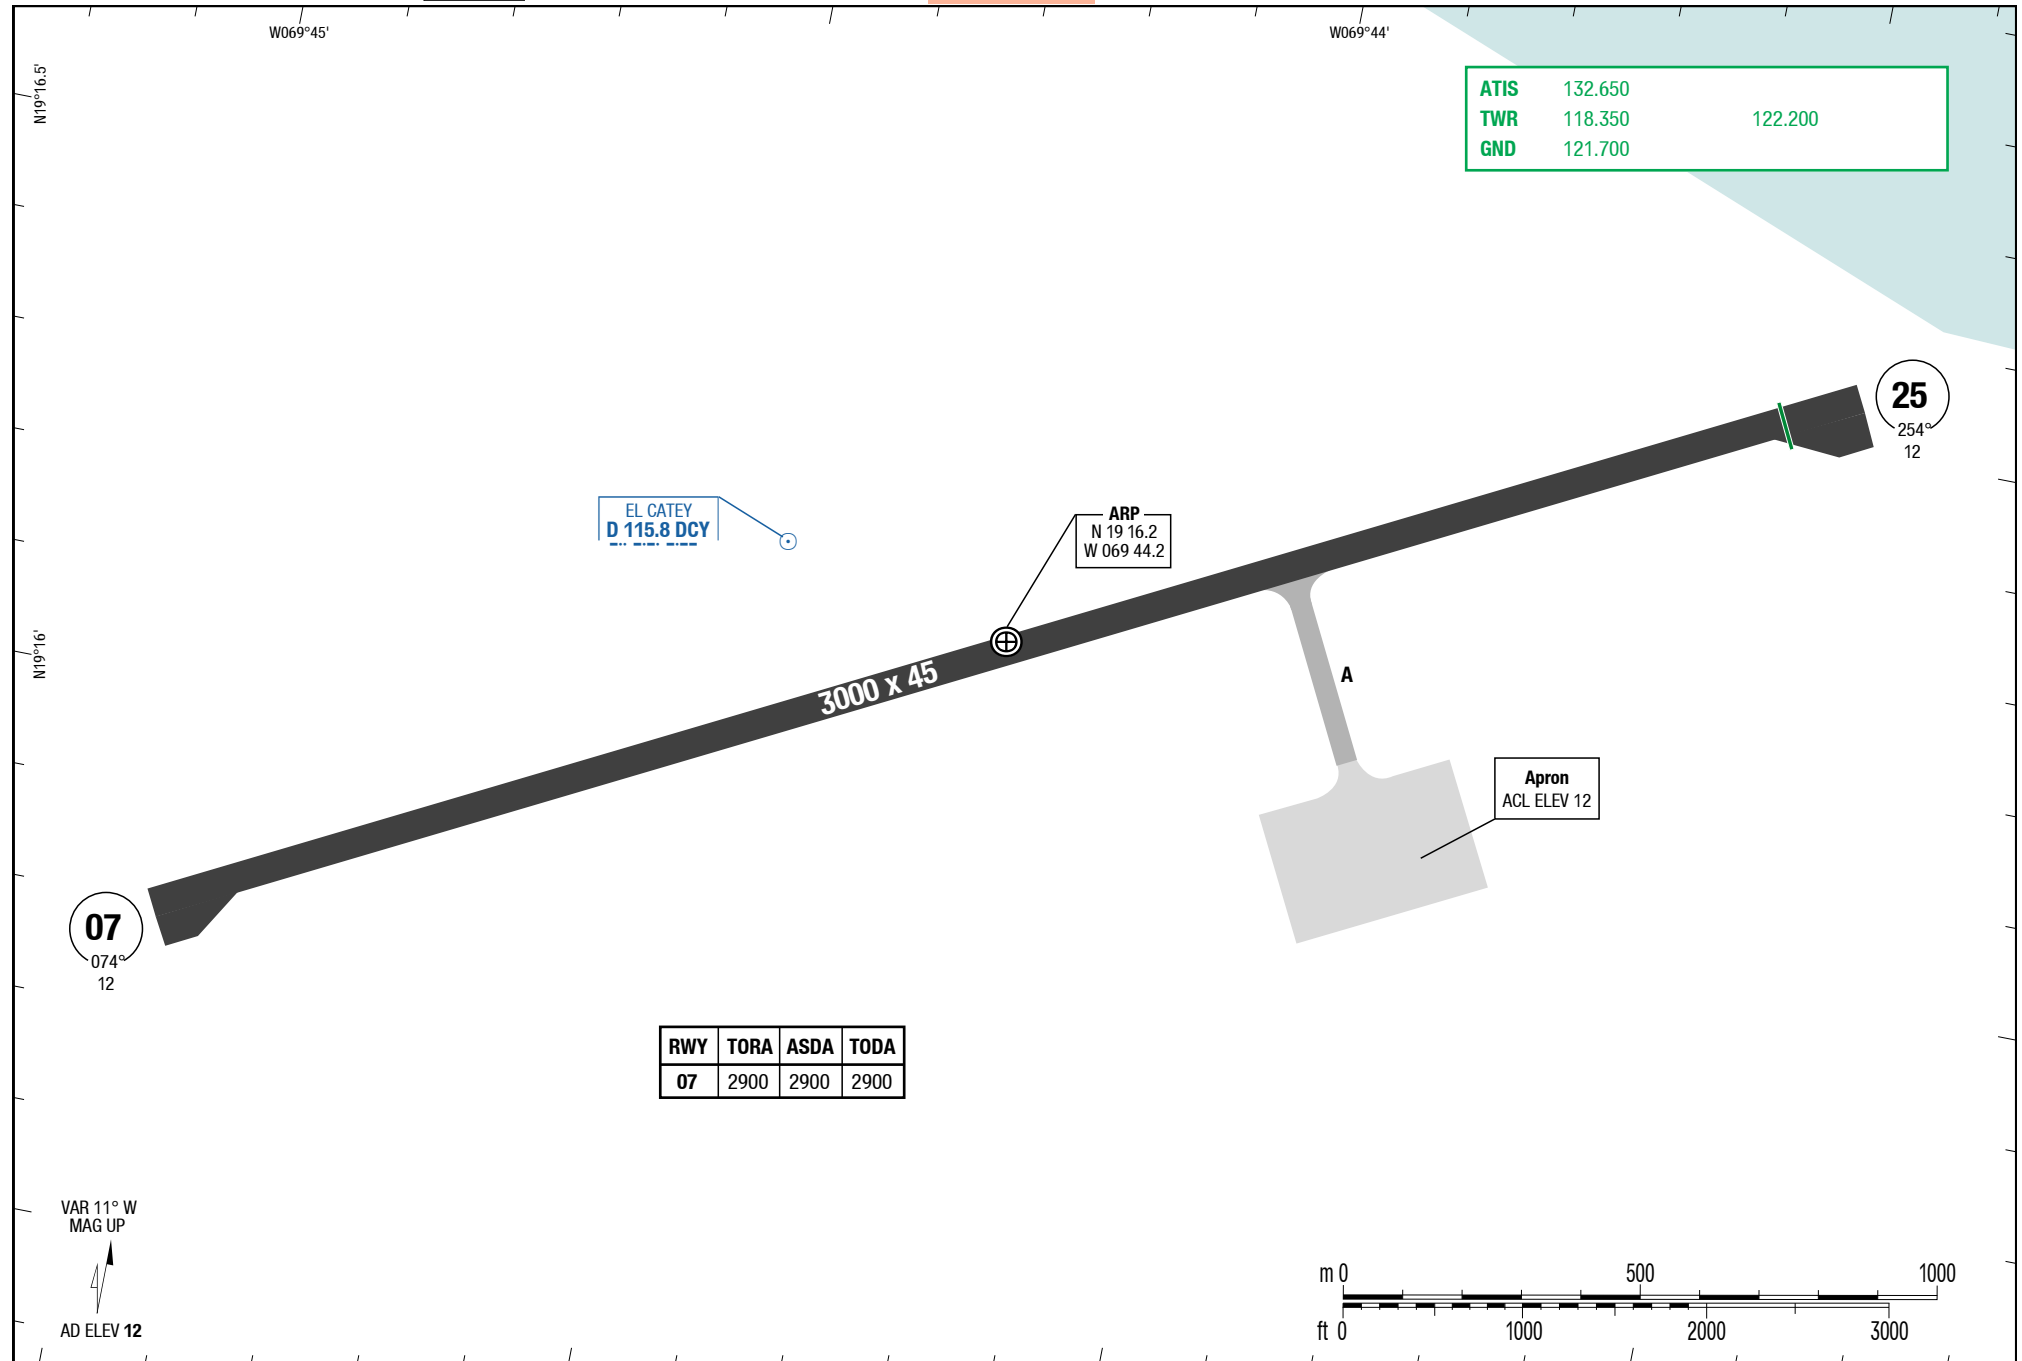 W069°45'
W069°44'
N19°16.5'
ATIS 132.650
TWR 118.350 122.200
GND 121.700
25
254°
12
EL CATEY
D 115.8 DCY
ARP
N 19 16.2
W 069 44.2
N19°16'
3000 x 45
A
Apron
ACL ELEV 12
07
074°
12
RWY TORA ASDA TODA
07 2900 2900 2900
VAR 11° W
MAG UP
AD ELEV 12
m 0 500 1000
ft 0 1000 2000 3000